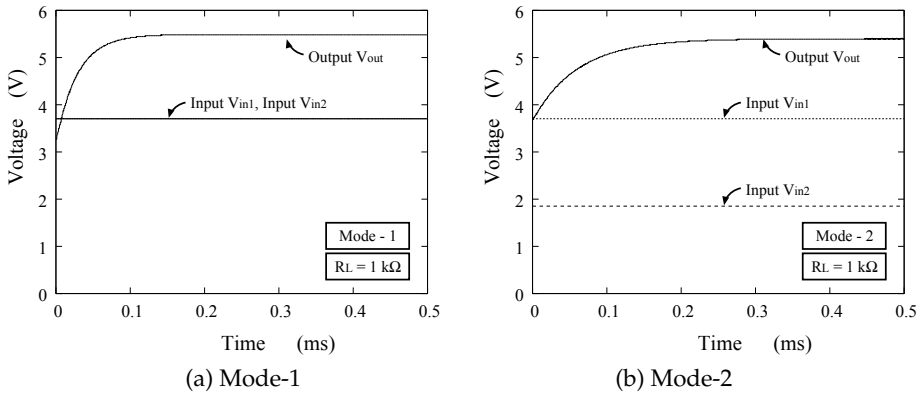 6
5
4
3
2
1
0
Voltage (V)
Output Vout
Input Vin1, Input Vin2
Mode - 1
RL = 1 kΩ
0 0.1 0.2 0.3 0.4 0.5
Time (ms)
(a) Mode-1
6
5
4
3
2
1
0
Voltage (V)
Output Vout
Input Vin1
Input Vin2
Mode - 2
RL = 1 kΩ
0 0.1 0.2 0.3 0.4 0.5
Time (ms)
(b) Mode-2